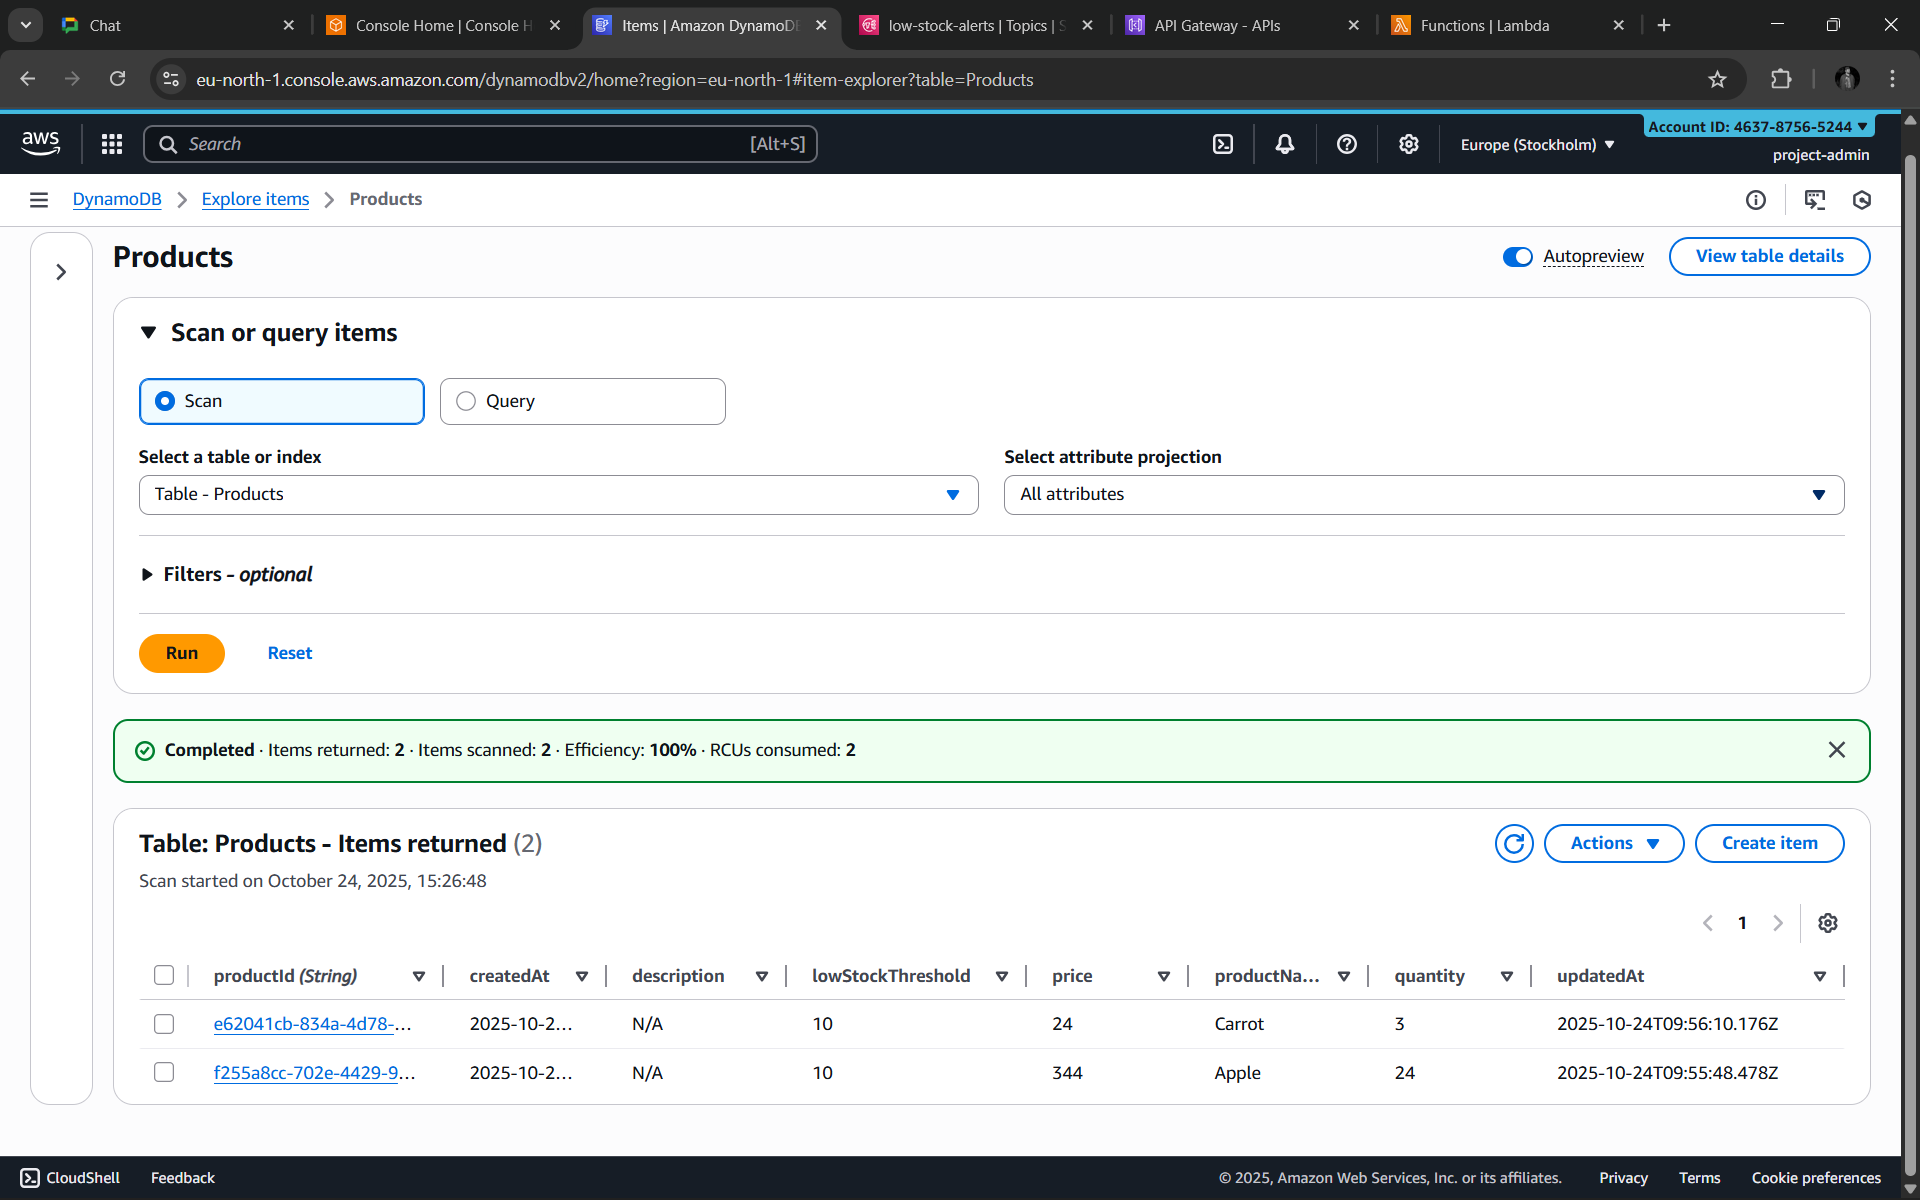 Chat
Console Home | Console H
Items | Amazon DynamoDB
low-stock-alerts | Topics | S
API Gateway - APIs
Functions | Lambda
eu-north-1.console.aws.amazon.com/dynamodbv2/home?region=eu-north-1#item-explorer?table=Products
aws
Search [Alt+S]
Europe (Stockholm)
Account ID: 4637-8756-5244
project-admin
DynamoDB > Explore items > Products
Products
Autopreview
View table details
Scan or query items
Scan
Query
Select a table or index
Table - Products
Select attribute projection
All attributes
Filters - optional
Run
Reset
Completed · Items returned: 2 · Items scanned: 2 · Efficiency: 100% · RCUs consumed: 2
Table: Products - Items returned (2)
Actions
Create item
Scan started on October 24, 2025, 15:26:48
1
productId (String) createdAt description lowStockThreshold price productNa... quantity updatedAt
e62041cb-834a-4d78-... 2025-10-2... N/A 10 24 Carrot 3 2025-10-24T09:56:10.176Z
f255a8cc-702e-4429-9... 2025-10-2... N/A 10 344 Apple 24 2025-10-24T09:55:48.478Z
CloudShell Feedback © 2025, Amazon Web Services, Inc. or its affiliates. Privacy Terms Cookie preferences